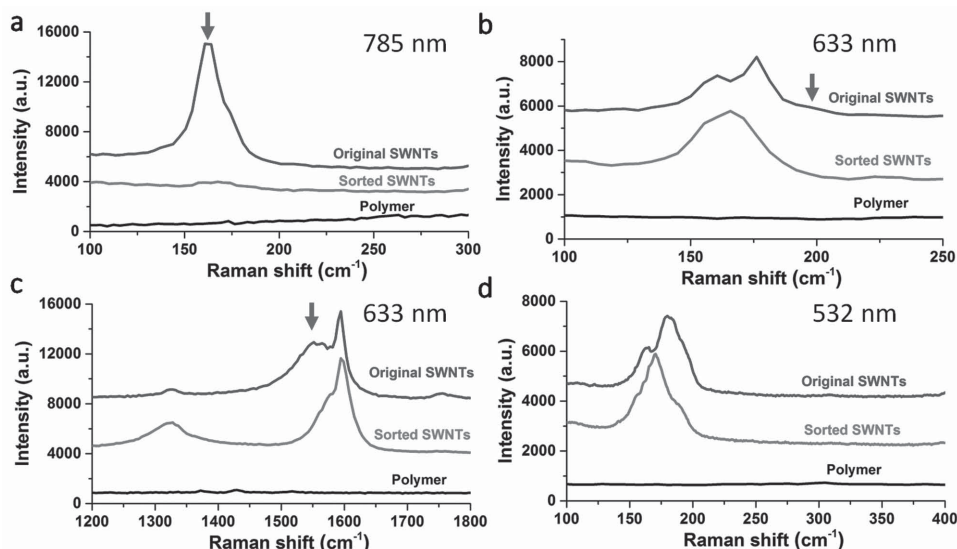 a
785 nm
16000
12000
8000
4000
0
Intensity (a.u.)
Original SWNTs
Sorted SWNTs
Polymer
100 150 200 250 300
Raman shift (cm⁻¹)
b
633 nm
8000
6000
4000
2000
0
Intensity (a.u.)
Original SWNTs
Sorted SWNTs
Polymer
100 150 200 250
Raman shift (cm⁻¹)
c
633 nm
16000
12000
8000
4000
0
Intensity (a.u.)
Original SWNTs
Sorted SWNTs
Polymer
1200 1300 1400 1500 1600 1700 1800
Raman shift (cm⁻¹)
d
532 nm
8000
6000
4000
2000
0
Intensity (a.u.)
Original SWNTs
Sorted SWNTs
Polymer
100 150 200 250 300 350 400
Raman shift (cm⁻¹)